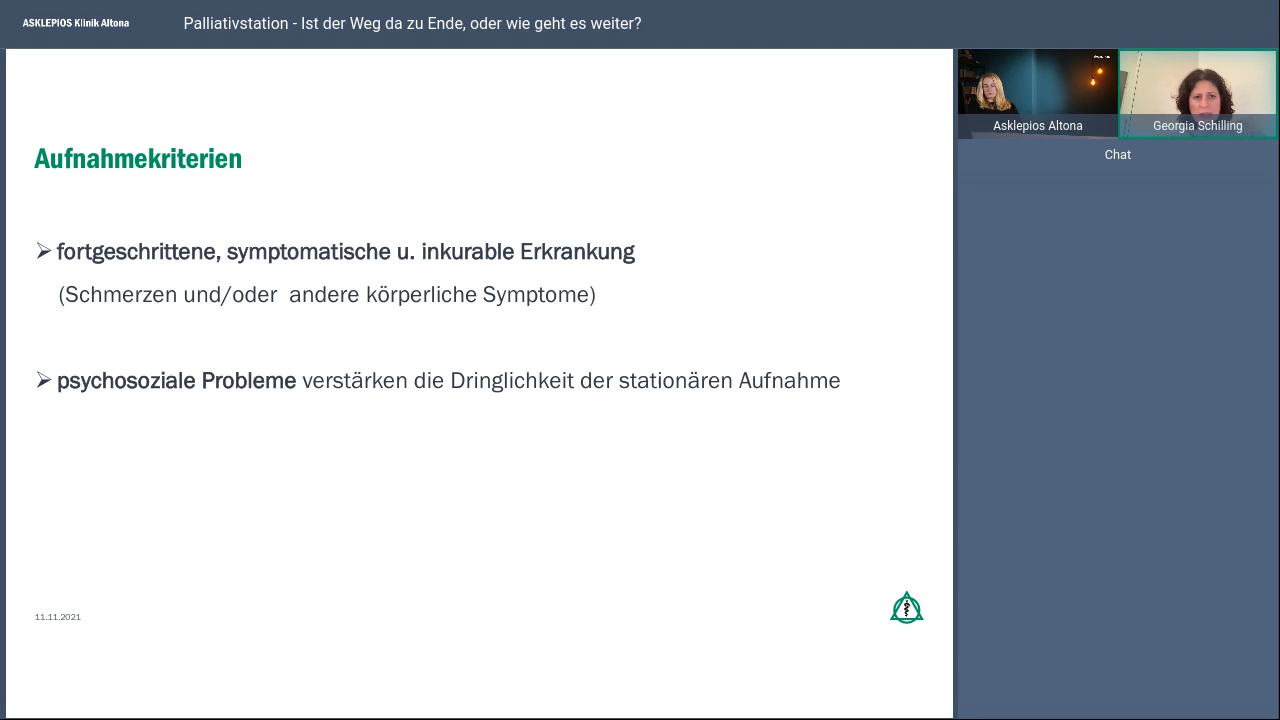 ASKLEPIOS Klinik Altona
Palliativstation - Ist der Weg da zu Ende, oder wie geht es weiter?
Asklepios Altona
Georgia Schilling
Chat
Aufnahmekriterien
➢ fortgeschrittene, symptomatische u. inkurable Erkrankung
(Schmerzen und/oder andere körperliche Symptome)
➢ psychosoziale Probleme verstärken die Dringlichkeit der stationären Aufnahme
11.11.2021